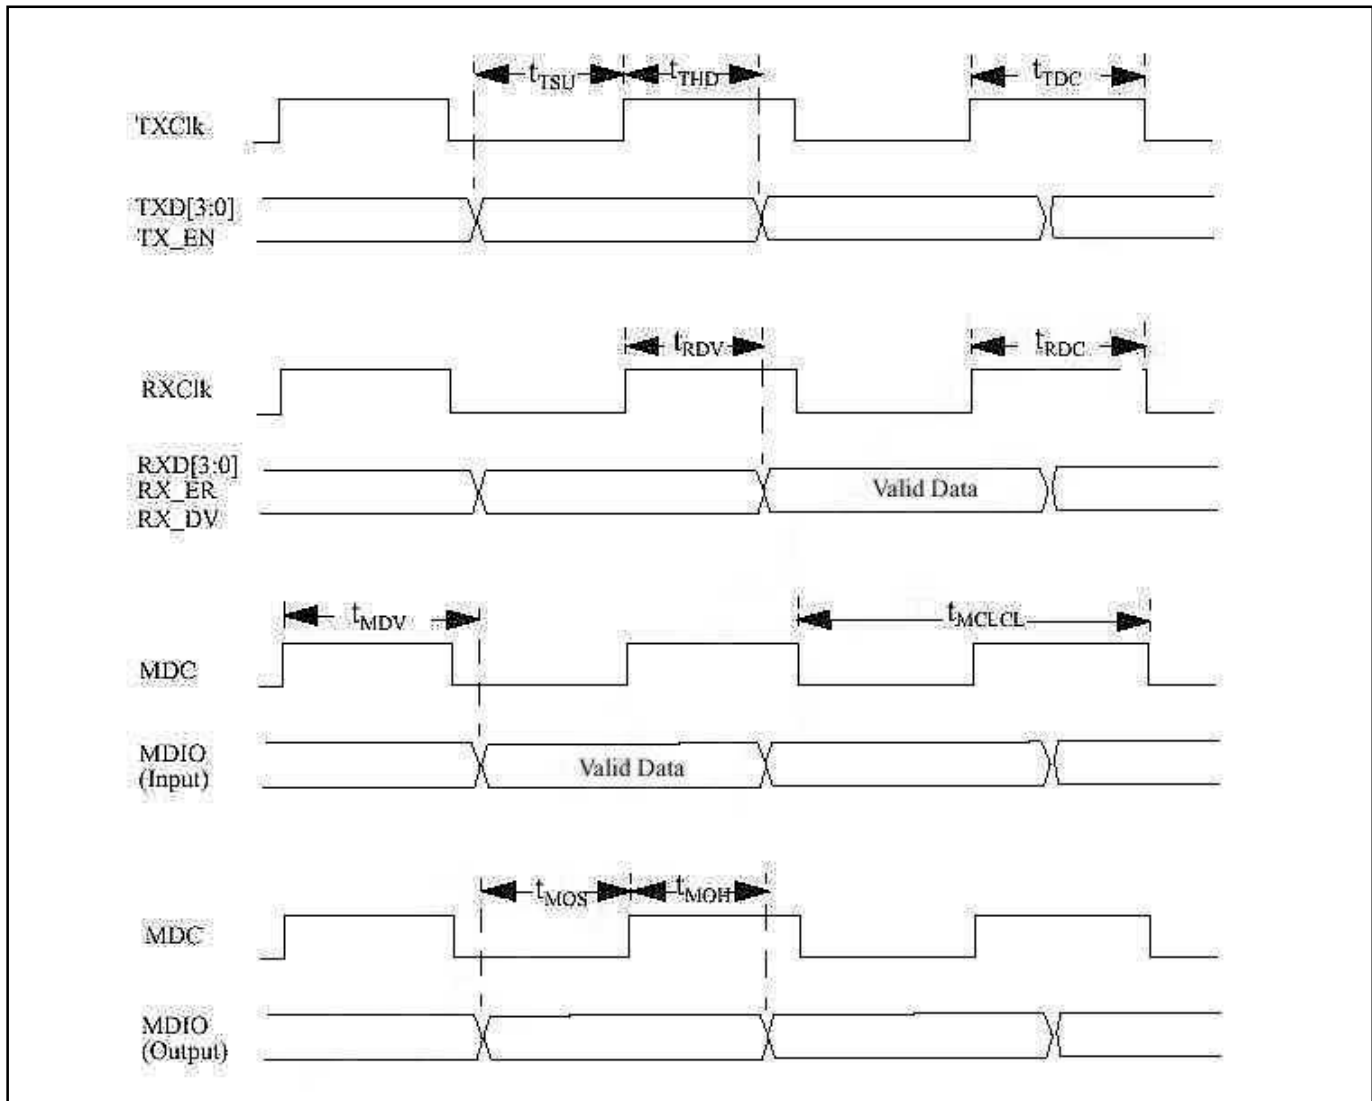 tTSU tTHD tTDC
TXClk
TXD[3:0]
TX_EN
tRDV tRDC
RXClk
RXD[3:0]
RX_ER Valid Data
RX_DV
tMDV tMCLCL
MDC
MDIO
(Input) Valid Data
tMOS tMOH
MDC
MDIO
(Output)